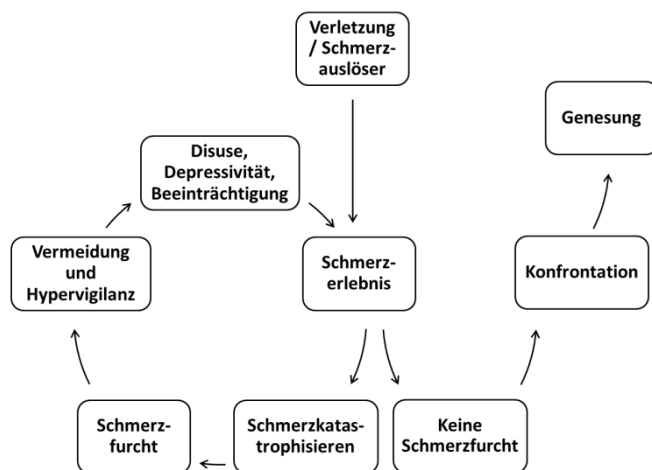 Verletzung
/ Schmerz-
auslöser
Genesung
Disuse,
Depressivität,
Beeinträchtigung
Vermeidung
und
Hypervigilanz
Schmerz-
erlebnis
Konfrontation
Schmerz-
furcht
Schmerzkatas-
trophisieren
Keine
Schmerzfurcht